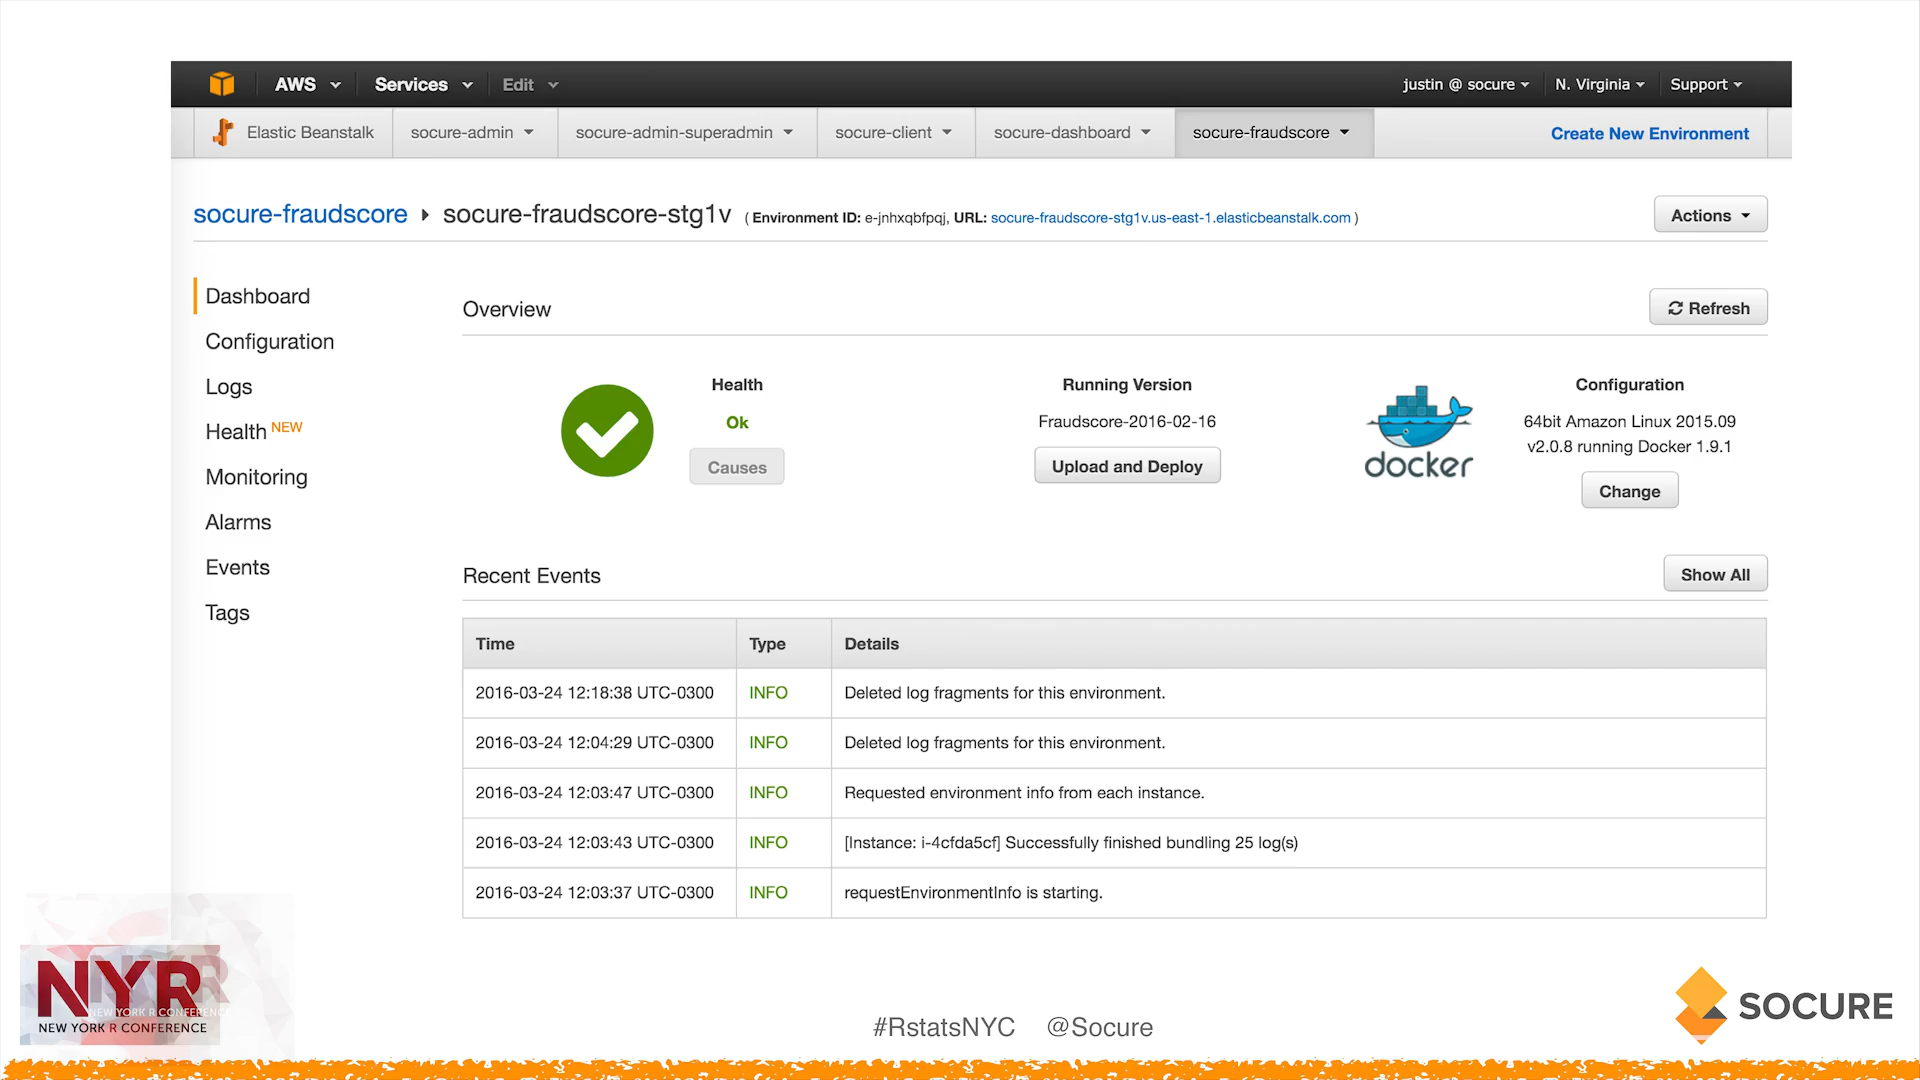 AWS Services Edit justin @ socure N. Virginia Support
Elastic Beanstalk socure-admin socure-admin-superadmin socure-client socure-dashboard socure-fraudscore Create New Environment
socure-fraudscore socure-fraudscore-stg1v ( Environment ID: e-jnhxqbfpqj, URL: socure-fraudscore-stg1v.us-east-1.elasticbeanstalk.com )
Actions
Dashboard
Configuration
Logs
Health NEW
Monitoring
Alarms
Events
Tags
Overview
Refresh
Health
Ok
Causes
Running Version
Fraudscore-2016-02-16
Upload and Deploy
docker
Configuration
64bit Amazon Linux 2015.09
v2.0.8 running Docker 1.9.1
Change
Recent Events
Show All
Time Type Details
2016-03-24 12:18:38 UTC-0300 INFO Deleted log fragments for this environment.
2016-03-24 12:04:29 UTC-0300 INFO Deleted log fragments for this environment.
2016-03-24 12:03:47 UTC-0300 INFO Requested environment info from each instance.
2016-03-24 12:03:43 UTC-0300 INFO [Instance: i-4cfda5cf] Successfully finished bundling 25 log(s)
2016-03-24 12:03:37 UTC-0300 INFO requestEnvironmentInfo is starting.
NYR
NEW YORK R CONFERENCE
NYR
NEW YORK R CONFERENCE
#RstatsNYC @Socure
SOCURE